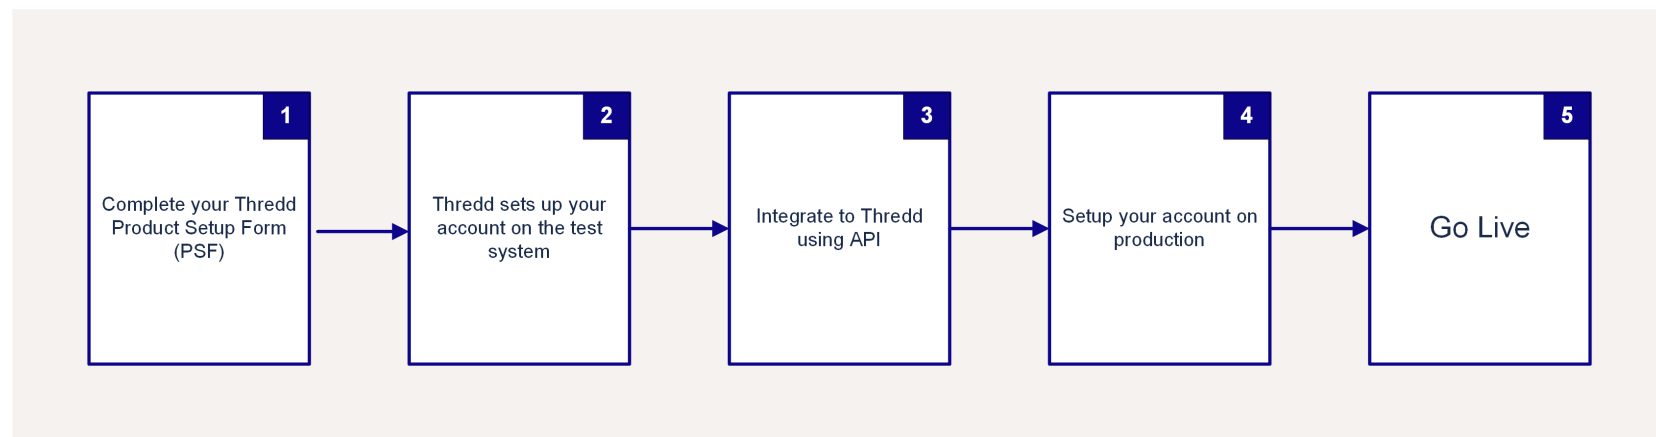 1
Complete your Thredd
Product Setup Form
(PSF)
2
Thredd sets up your
account on the test
system
3
Integrate to Thredd
using API
4
Setup your account on
production
5
Go Live